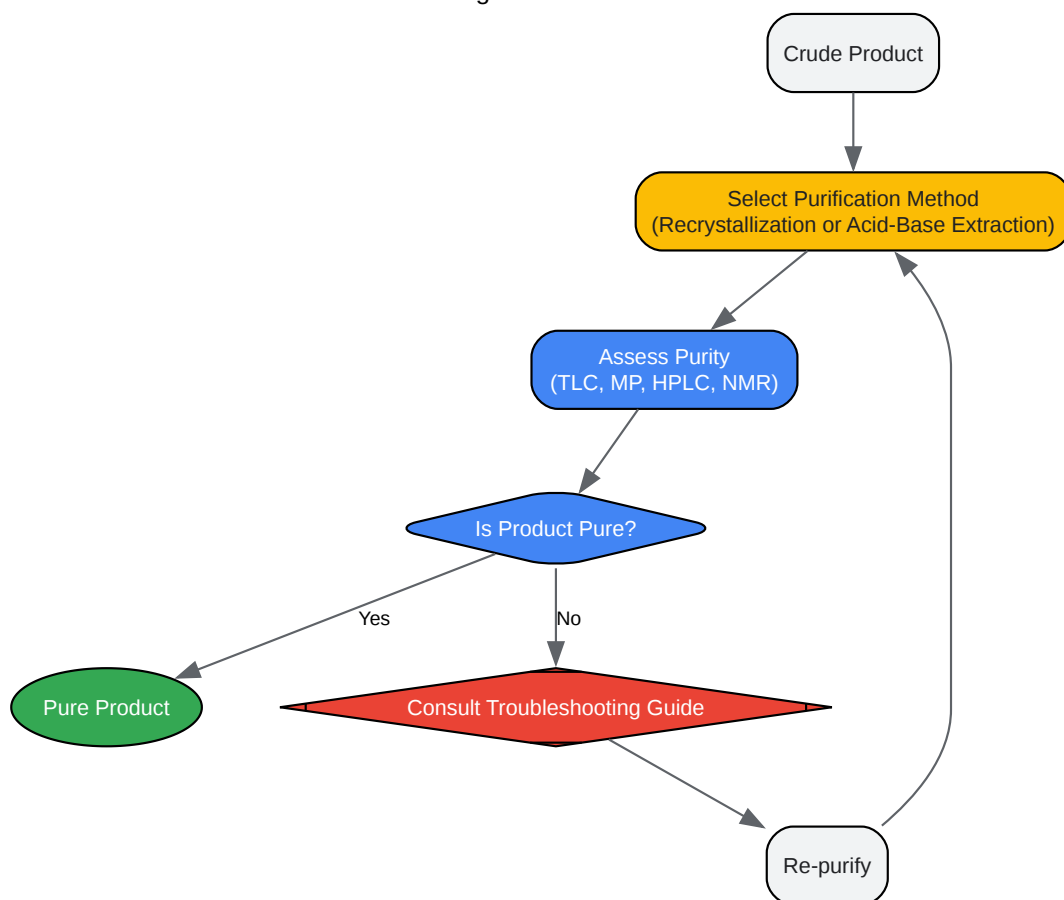 Crude Product
Select Purification Method
(Recrystallization or Acid-Base Extraction)
Assess Purity
(TLC, MP, HPLC, NMR)
Is Product Pure?
Yes
No
Pure Product
Consult Troubleshooting Guide
Re-purify